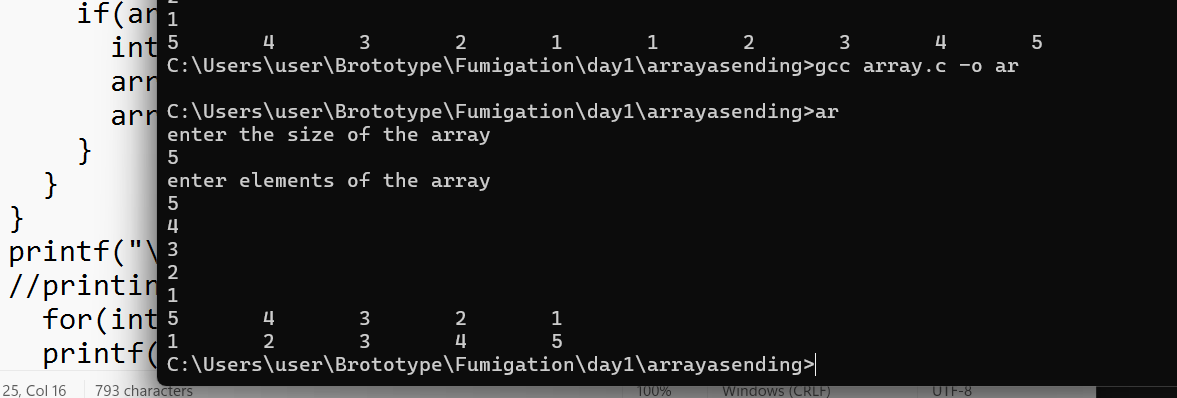 if(ar
int
arr
arr
}
}
}
printf("\
//printin
for(int
printf(
25, Col 16 793 characters 100% Windows (CRLF) UTF-8
1
5 4 3 2 1 1 2 3 4 5
C:\Users\user\Brototype\Fumigation\day1\arrayasending>gcc array.c -o ar
C:\Users\user\Brototype\Fumigation\day1\arrayasending>ar
enter the size of the array
5
enter elements of the array
5
4
3
2
1
5 4 3 2 1
1 2 3 4 5
C:\Users\user\Brototype\Fumigation\day1\arrayasending>